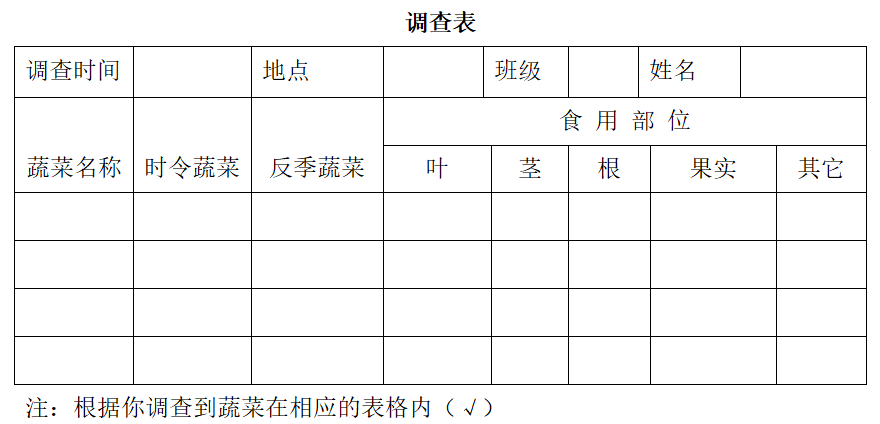 调查表
调查时间 地点 班级 姓名
食 用 部 位
蔬菜名称 时令蔬菜 反季蔬菜 叶 茎 根 果实 其它
注：根据你调查到蔬菜在相应的表格内（√）